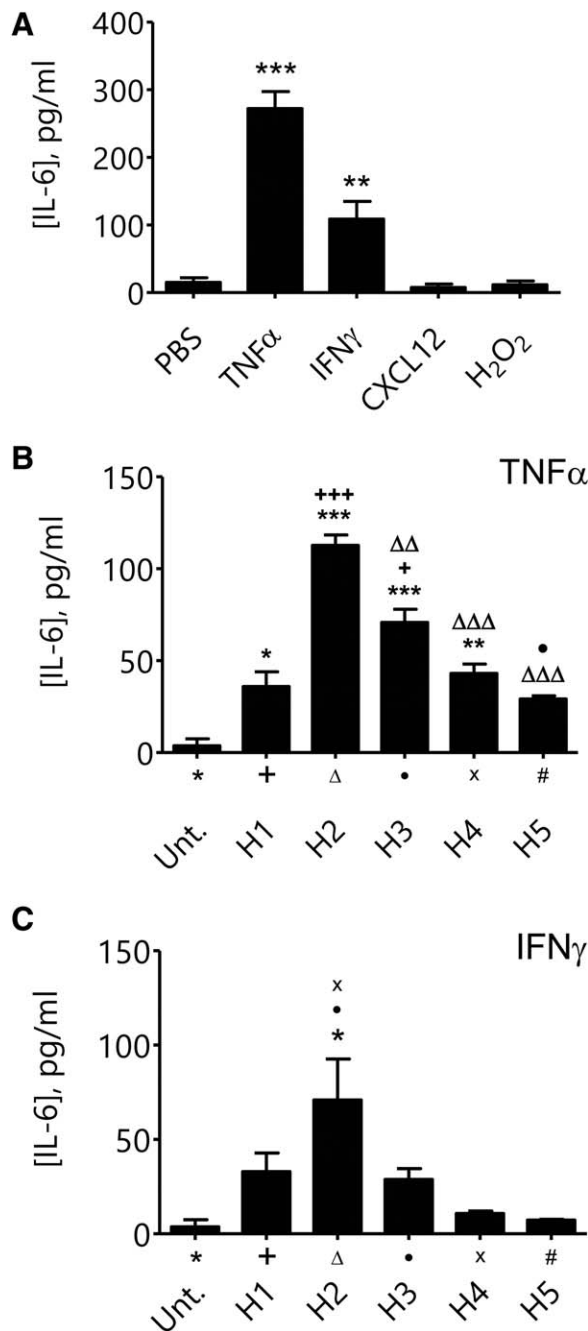 A
[IL-6], pg/ml
400
300
200
100
0
***
**
PBS
TNFα
IFNγ
CXCL12
H₂O₂
B
TNFα
[IL-6], pg/ml
150
100
50
0
*
+++
***
ΔΔ
+
***
ΔΔΔ
**
•
ΔΔΔ
* + Δ • x #
Unt. H1 H2 H3 H4 H5
C
IFNγ
[IL-6], pg/ml
150
100
50
0
x
•
*
* + Δ • x #
Unt. H1 H2 H3 H4 H5